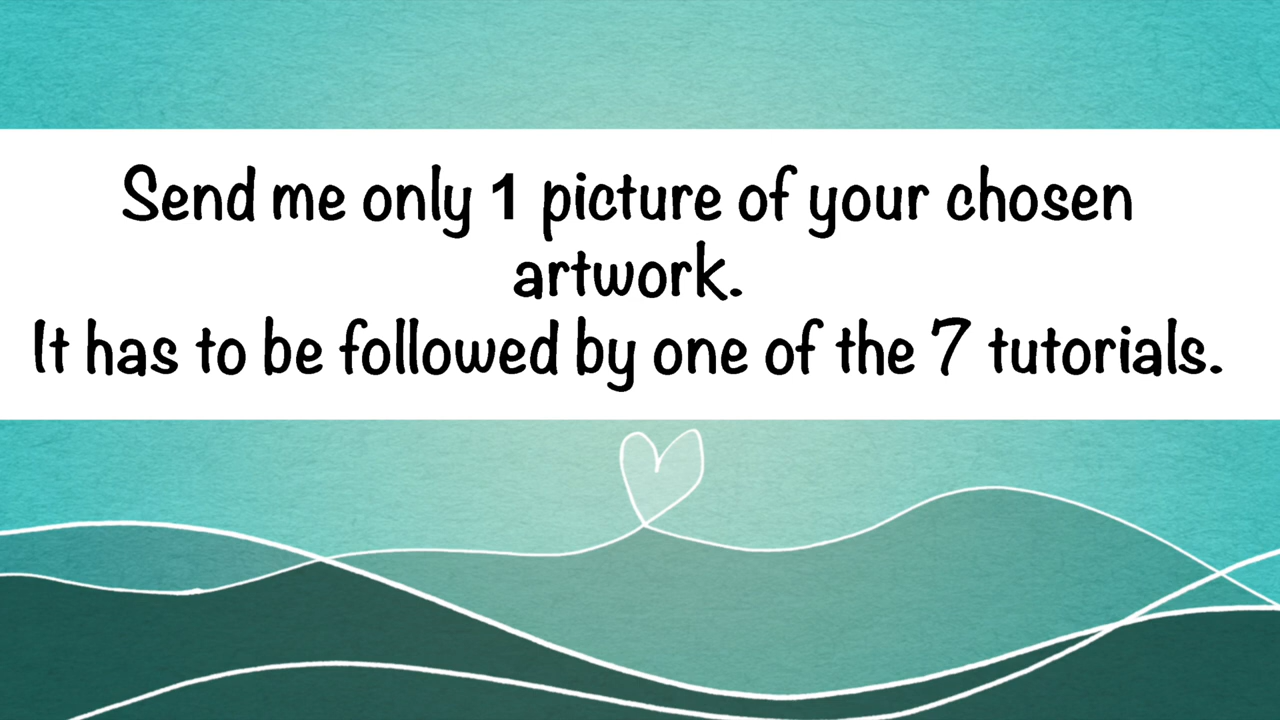 Send me only 1 picture of your chosen
artwork.
It has to be followed by one of the 7 tutorials.